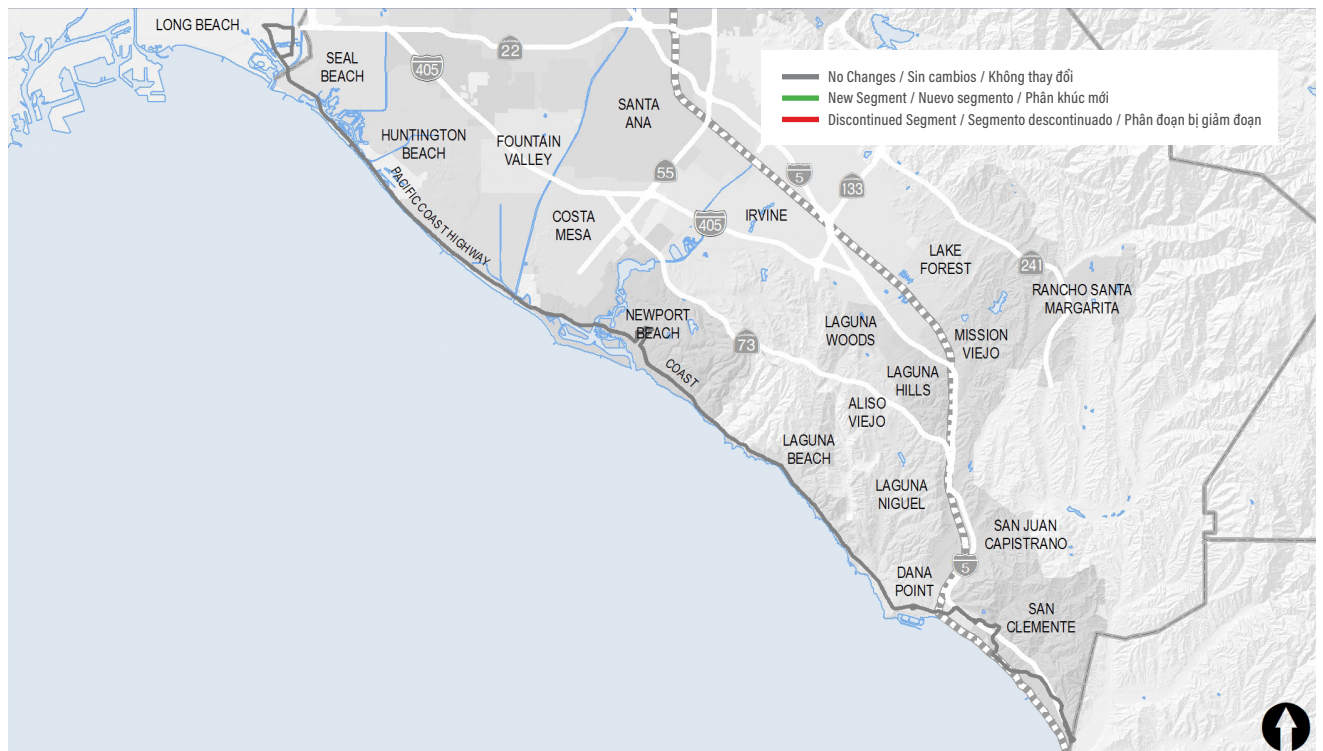 LONG BEACH
SEAL
BEACH
22
405
No Changes / Sin cambios / Không thay đổi
New Segment / Nuevo segmento / Phân khúc mới
Discontinued Segment / Segmento descontinuado / Phân đoạn bị giảm đoạn
SANTA
ANA
HUNTINGTON
BEACH
FOUNTAIN
VALLEY
55
5
133
PACIFIC COAST HIGHWAY
COSTA
MESA
405
IRVINE
LAKE
FOREST
241
RANCHO SANTA
MARGARITA
NEWPORT
BEACH
73
LAGUNA
WOODS
MISSION
VIEJO
COAST
LAGUNA
HILLS
ALISO
VIEJO
LAGUNA
BEACH
LAGUNA
NIGUEL
SAN JUAN
CAPISTRANO
5
DANA
POINT
SAN
CLEMENTE